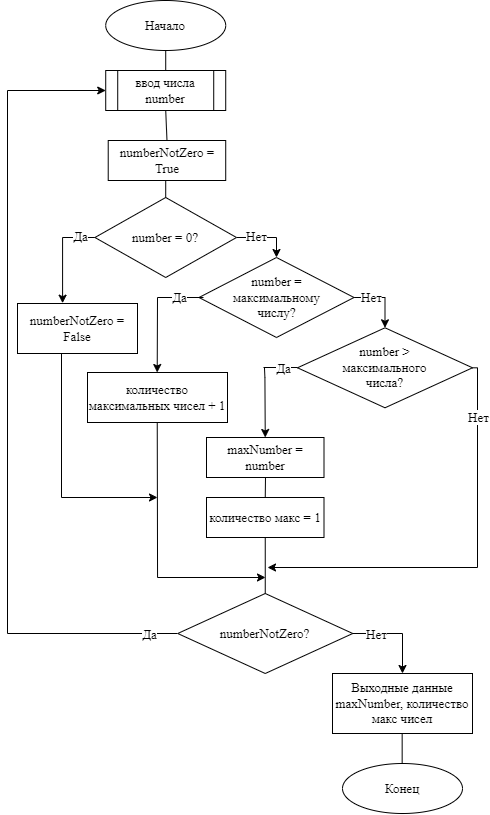 Начало
ввод числа
number
numberNotZero =
True
number = 0?
Да
Нет
number =
максимальному
числу?
Да
Нет
numberNotZero =
False
number >
максимального
числа?
Да
Нет
количество
максимальных чисел + 1
maxNumber =
number
количество макс = 1
numberNotZero?
Да
Нет
Выходные данные
maxNumber, количество
макс чисел
Конец